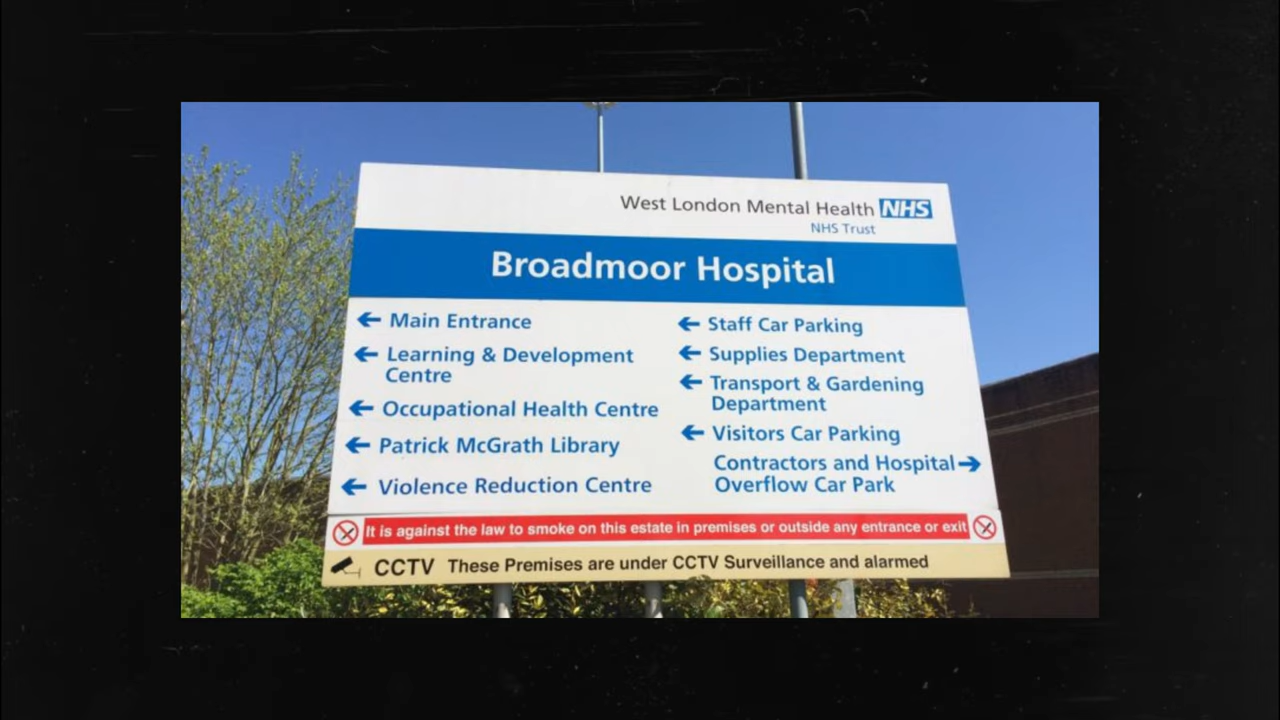 West London Mental Health NHS
NHS Trust
Broadmoor Hospital
Main Entrance
Learning & Development
Centre
Occupational Health Centre
Patrick McGrath Library
Violence Reduction Centre
Staff Car Parking
Supplies Department
Transport & Gardening
Department
Visitors Car Parking
Contractors and Hospital
Overflow Car Park
It is against the law to smoke on this estate in premises or outside any entrance or exit
CCTV These Premises are under CCTV Surveillance and alarmed